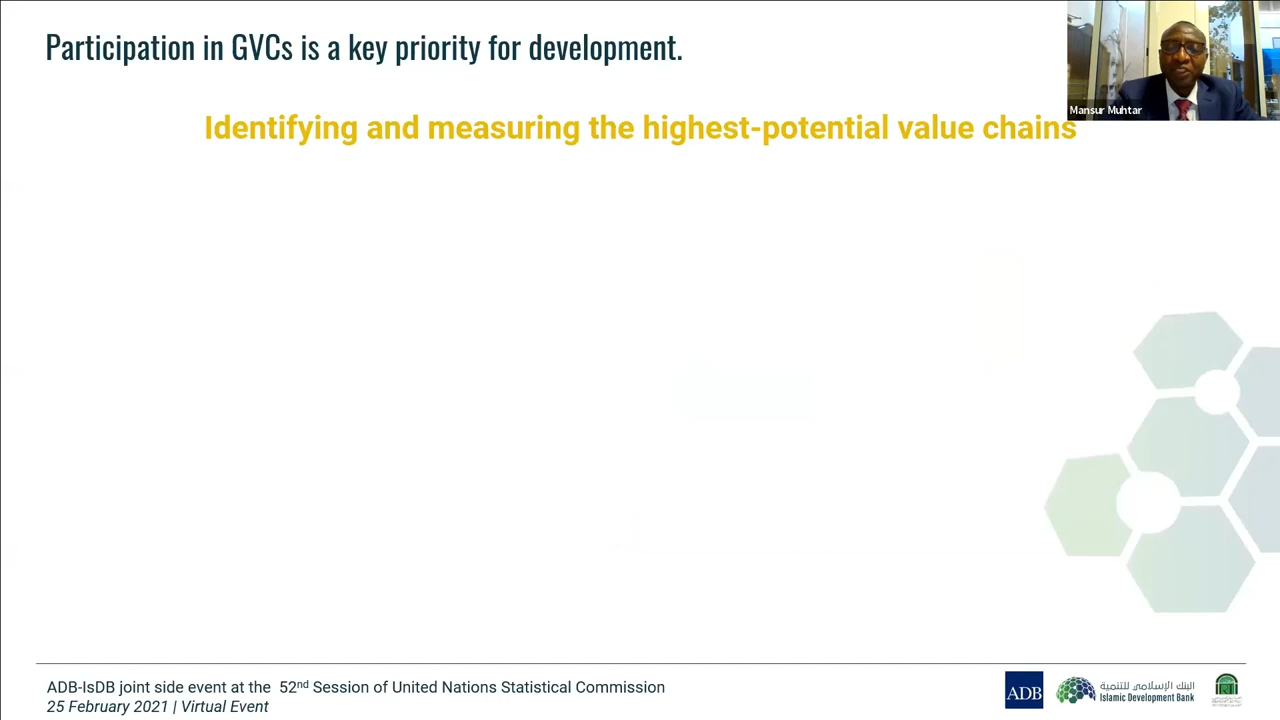 Participation in GVCs is a key priority for development.
Mansur Muhtar
Identifying and measuring the highest-potential value chains
ADB-IsDB joint side event at the 52nd Session of United Nations Statistical Commission
25 February 2021 | Virtual Event
ADB
البنك الإسلامي للتنمية
Islamic Development Bank